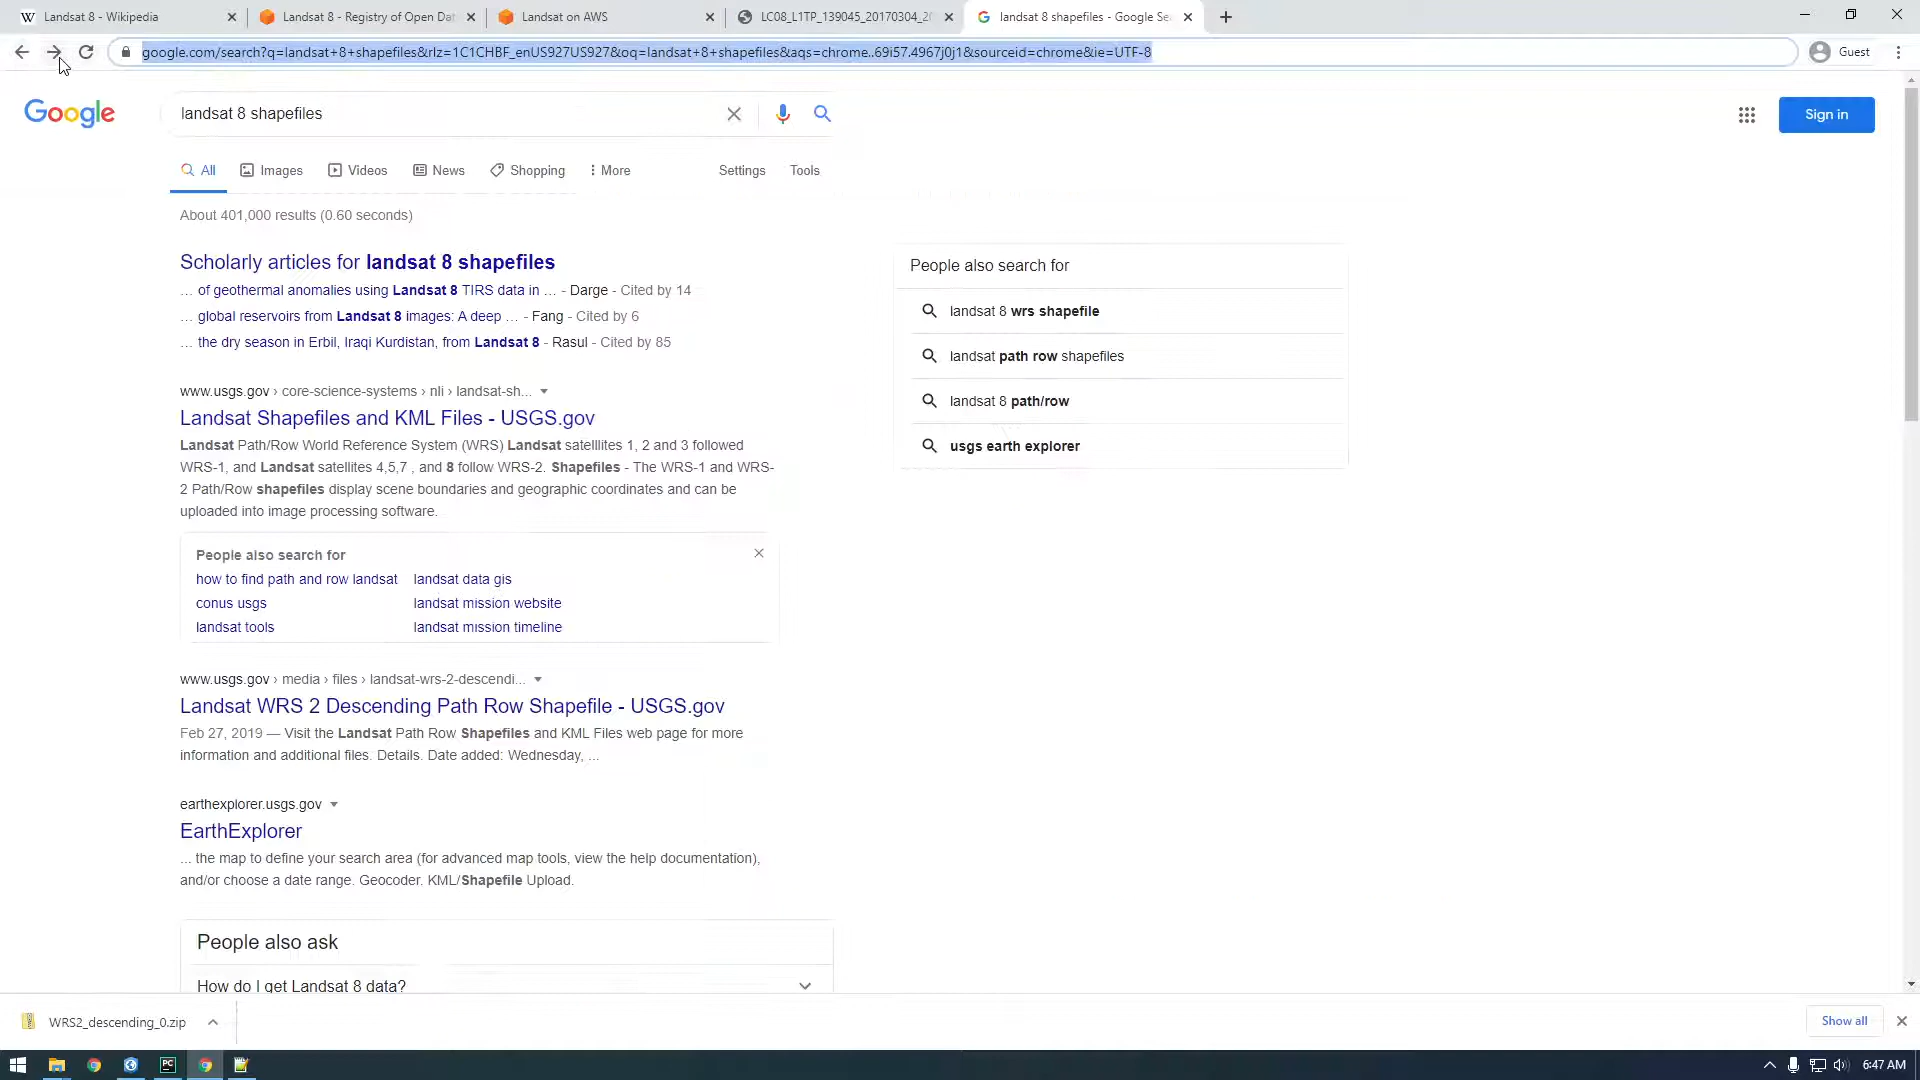 Landsat 8 - Wikipedia
Landsat 8 - Registry of Open Dat
Landsat on AWS
LC08_L1TP_139045_20170304_20
landsat 8 shapefiles - Google Se
google.com/search?q=landsat+8+shapefiles&rlz=1C1CHBF_enUS927US927&oq=landsat+8+shapefiles&aqs=chrome..69i57.4967j0j1&sourceid=chrome&ie=UTF-8
Guest
Google
landsat 8 shapefiles
Sign in
All
Images
Videos
News
Shopping
More
Settings
Tools
About 401,000 results (0.60 seconds)
Scholarly articles for landsat 8 shapefiles
... of geothermal anomalies using Landsat 8 TIRS data in ... - Darge - Cited by 14
... global reservoirs from Landsat 8 images: A deep ... - Fang - Cited by 6
... the dry season in Erbil, Iraqi Kurdistan, from Landsat 8 - Rasul - Cited by 85
www.usgs.gov › core-science-systems › nli › landsat-sh...
Landsat Shapefiles and KML Files - USGS.gov
Landsat Path/Row World Reference System (WRS) Landsat satelllites 1, 2 and 3 followed
WRS-1, and Landsat satellites 4,5,7 , and 8 follow WRS-2. Shapefiles - The WRS-1 and WRS-
2 Path/Row shapefiles display scene boundaries and geographic coordinates and can be
uploaded into image processing software.
People also search for
how to find path and row landsat
landsat data gis
conus usgs
landsat mission website
landsat tools
landsat mission timeline
www.usgs.gov › media › files › landsat-wrs-2-descendi...
Landsat WRS 2 Descending Path Row Shapefile - USGS.gov
Feb 27, 2019 — Visit the Landsat Path Row Shapefiles and KML Files web page for more
information and additional files. Details. Date added: Wednesday, ...
earthexplorer.usgs.gov
EarthExplorer
... the map to define your search area (for advanced map tools, view the help documentation),
and/or choose a date range. Geocoder. KML/Shapefile Upload.
People also ask
How do I get Landsat 8 data?
People also search for
landsat 8 wrs shapefile
landsat path row shapefiles
landsat 8 path/row
usgs earth explorer
WRS2_descending_0.zip
Show all
PC
6:47 AM